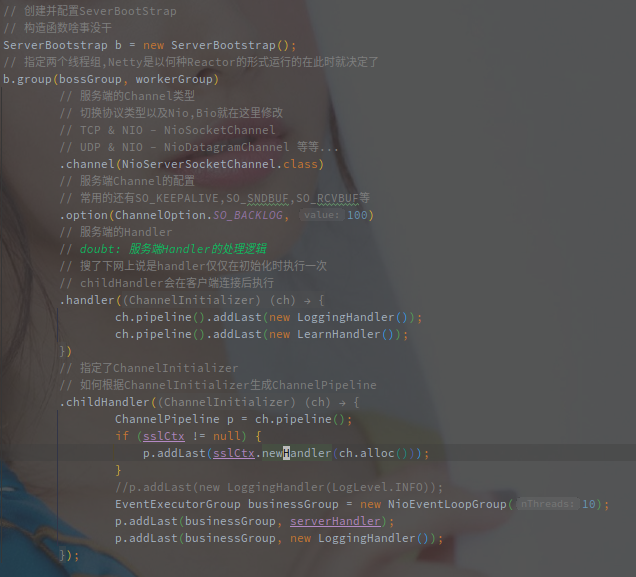 // 创建并配置SeverBootStrap
// 构造函数啥事没干
ServerBootstrap b = new ServerBootstrap();
// 指定两个线程组,Netty是以何种Reactor的形式运行的在此时就决定了
b.group(bossGroup, workerGroup)
// 服务端的Channel类型
// 切换协议类型以及Nio,Bio就在这里修改
// TCP & NIO - NioSocketChannel
// UDP & NIO - NioDatagramChannel 等等...
.channel(NioServerSocketChannel.class)
// 服务端Channel的配置
// 常用的还有SO_KEEPALIVE,SO_SNDBUF,SO_RCVBUF等
.option(ChannelOption.SO_BACKLOG, value: 100)
// 服务端的Handler
// doubt: 服务端Handler的处理逻辑
// 搜了下网上说是handler仅仅在初始化时执行一次
// childHandler会在客户端连接后执行
.handler((ChannelInitializer) (ch) → {
ch.pipeline().addLast(new LoggingHandler());
ch.pipeline().addLast(new LearnHandler());
})
// 指定了ChannelInitializer
// 如何根据ChannelInitializer生成ChannelPipeline
.childHandler((ChannelInitializer) (ch) → {
ChannelPipeline p = ch.pipeline();
if (sslCtx != null) {
p.addLast(sslCtx.newHandler(ch.alloc()));
}
//p.addLast(new LoggingHandler(LogLevel.INFO));
EventExecutorGroup businessGroup = new NioEventLoopGroup( nThreads: 10);
p.addLast(businessGroup, serverHandler);
p.addLast(businessGroup, new LoggingHandler());
});